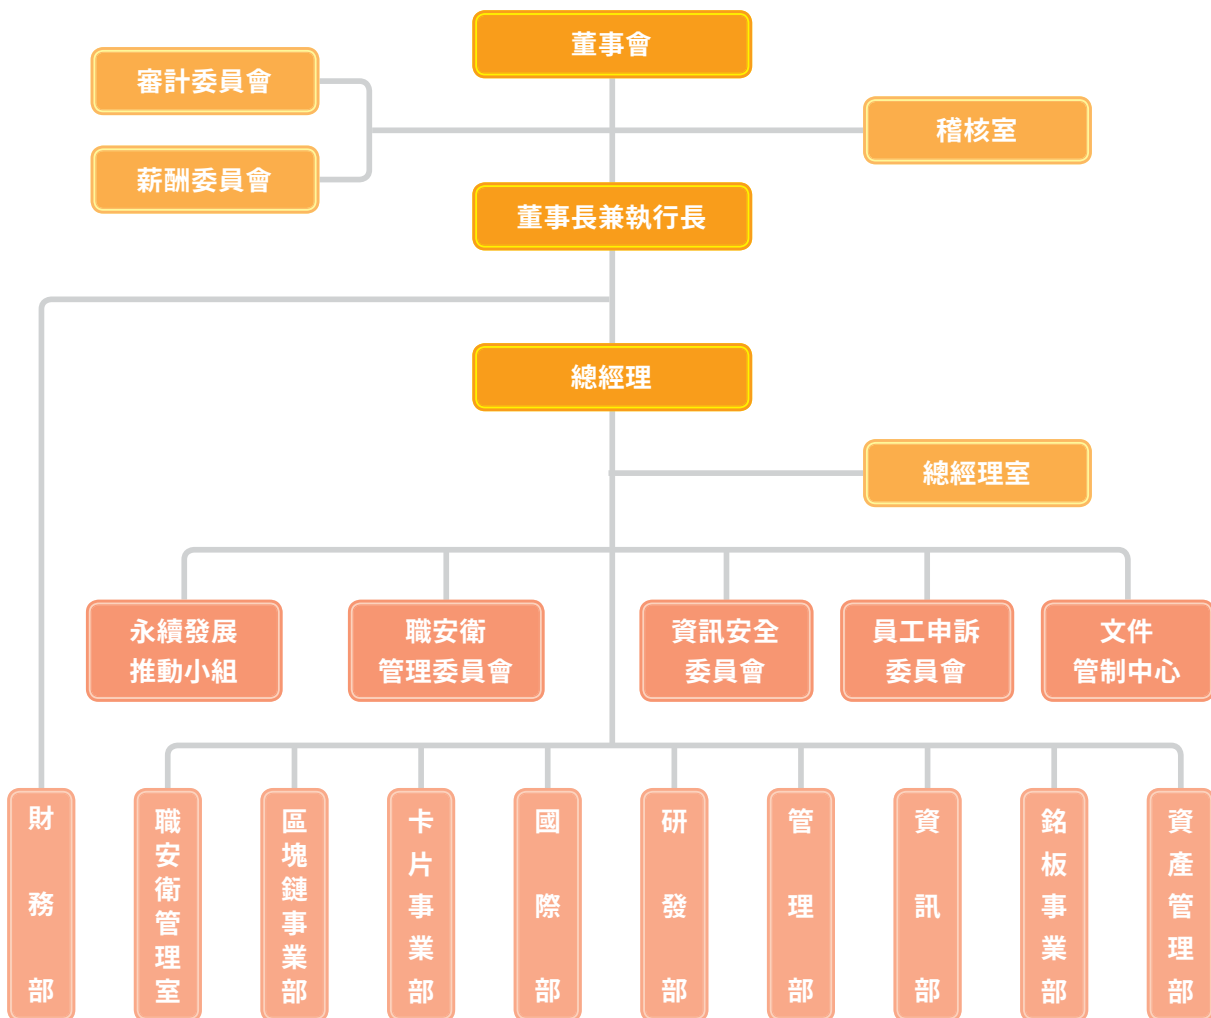 董事會
審計委員會
稽核室
薪酬委員會
董事長兼執行長
總經理
總經理室
永續發展
推動小組
職安衛
管理委員會
資訊安全
委員會
員工申訴
委員會
文件
管制中心
財務部
職安衛管理室
區塊鏈事業部
卡片事業部
國際部
研發部
管理部
資訊部
銘板事業部
資產管理部